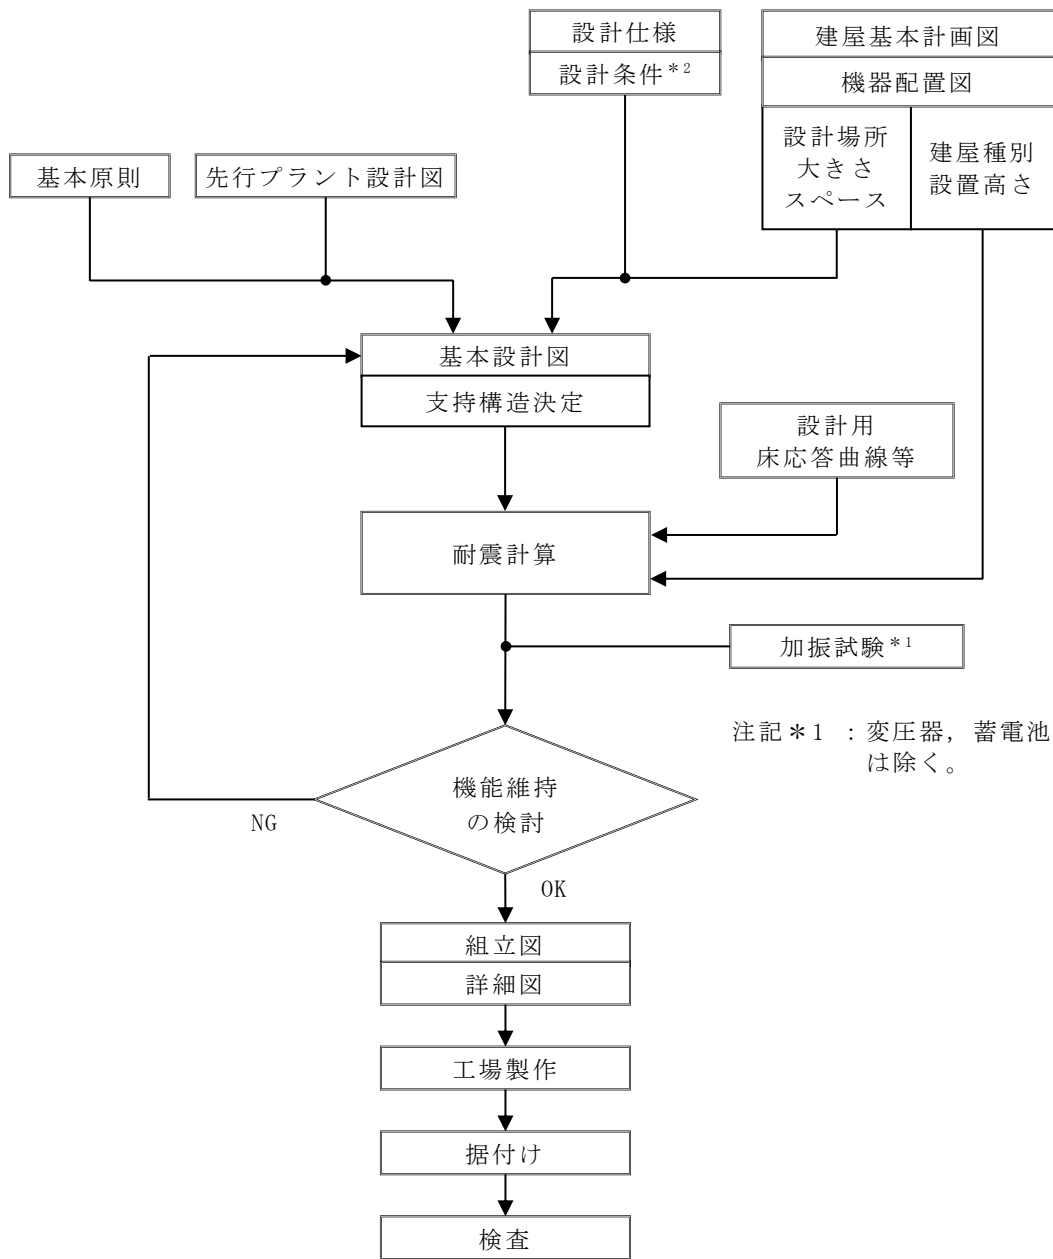 設計仕様
設計条件*2
建屋基本計画図
機器配置図
設計場所
大きさ
スペース
建屋種別
設置高さ
基本原則
先行プラント設計図
基本設計図
支持構造決定
設計用
床応答曲線等
耐震計算
加振試験*1
注記*1 :変圧器,蓄電池
は除く。
機能維持
の検討
NG
OK
組立図
詳細図
工場製作
据付け
検査